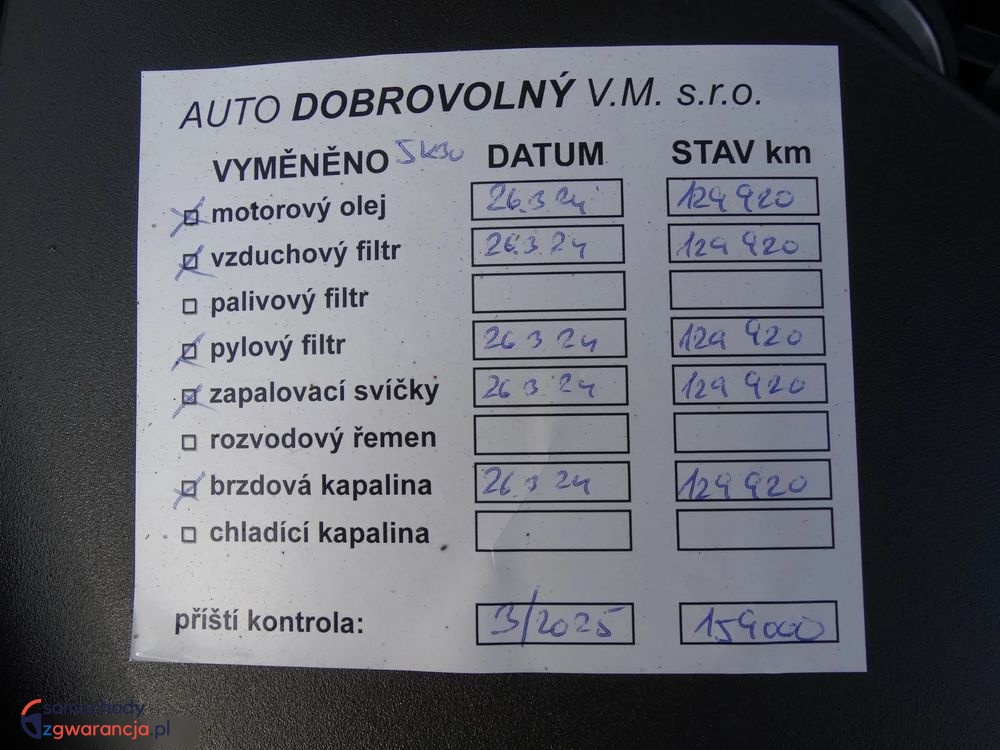 AUTO DOBROVOLNÝ V.M. s.r.o.
VYMĚNĚNO 5W30 DATUM STAV km
motorový olej 26.3.24 129 920
vzduchový filtr 26.3.24 129 920
palivový filtr
pylový filtr 26 3 24 129 920
zapalovací svíčky 26 3 24 129 920
rozvodový řemen
brzdová kapalina 26 3 24 129 920
chladící kapalina
příští kontrola: 3/2025 159000
samochody
zgwarancja.pl